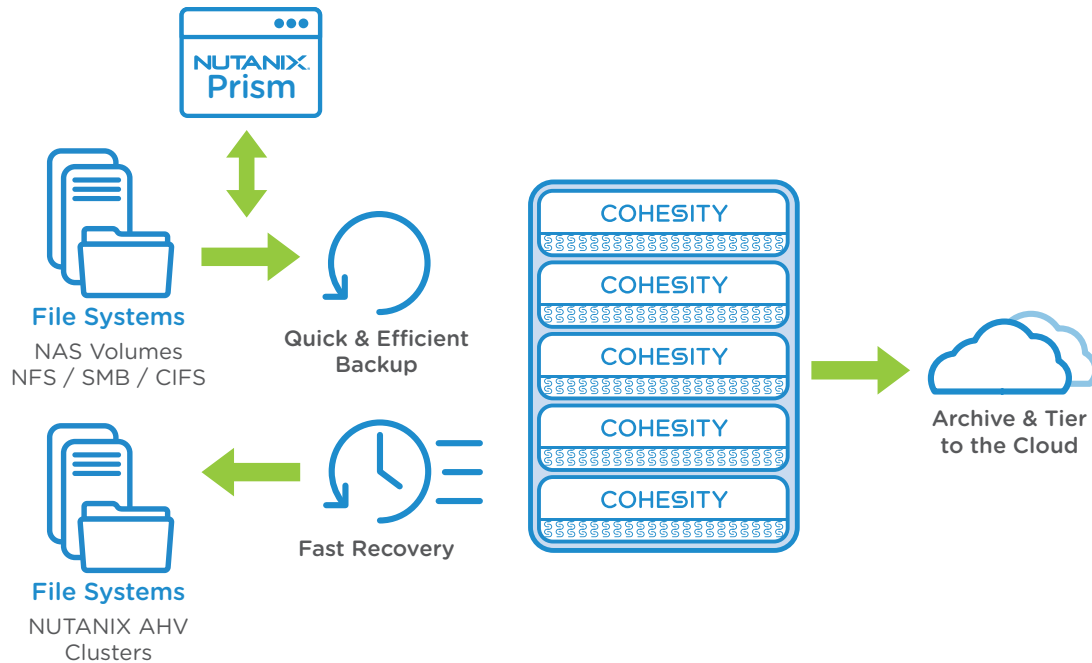 NUTANIX.
Prism
File Systems
NAS Volumes
NFS / SMB / CIFS
Quick & Efficient
Backup
COHESITY
COHESITY
COHESITY
COHESITY
COHESITY
Archive & Tier
to the Cloud
Fast Recovery
File Systems
NUTANIX AHV
Clusters